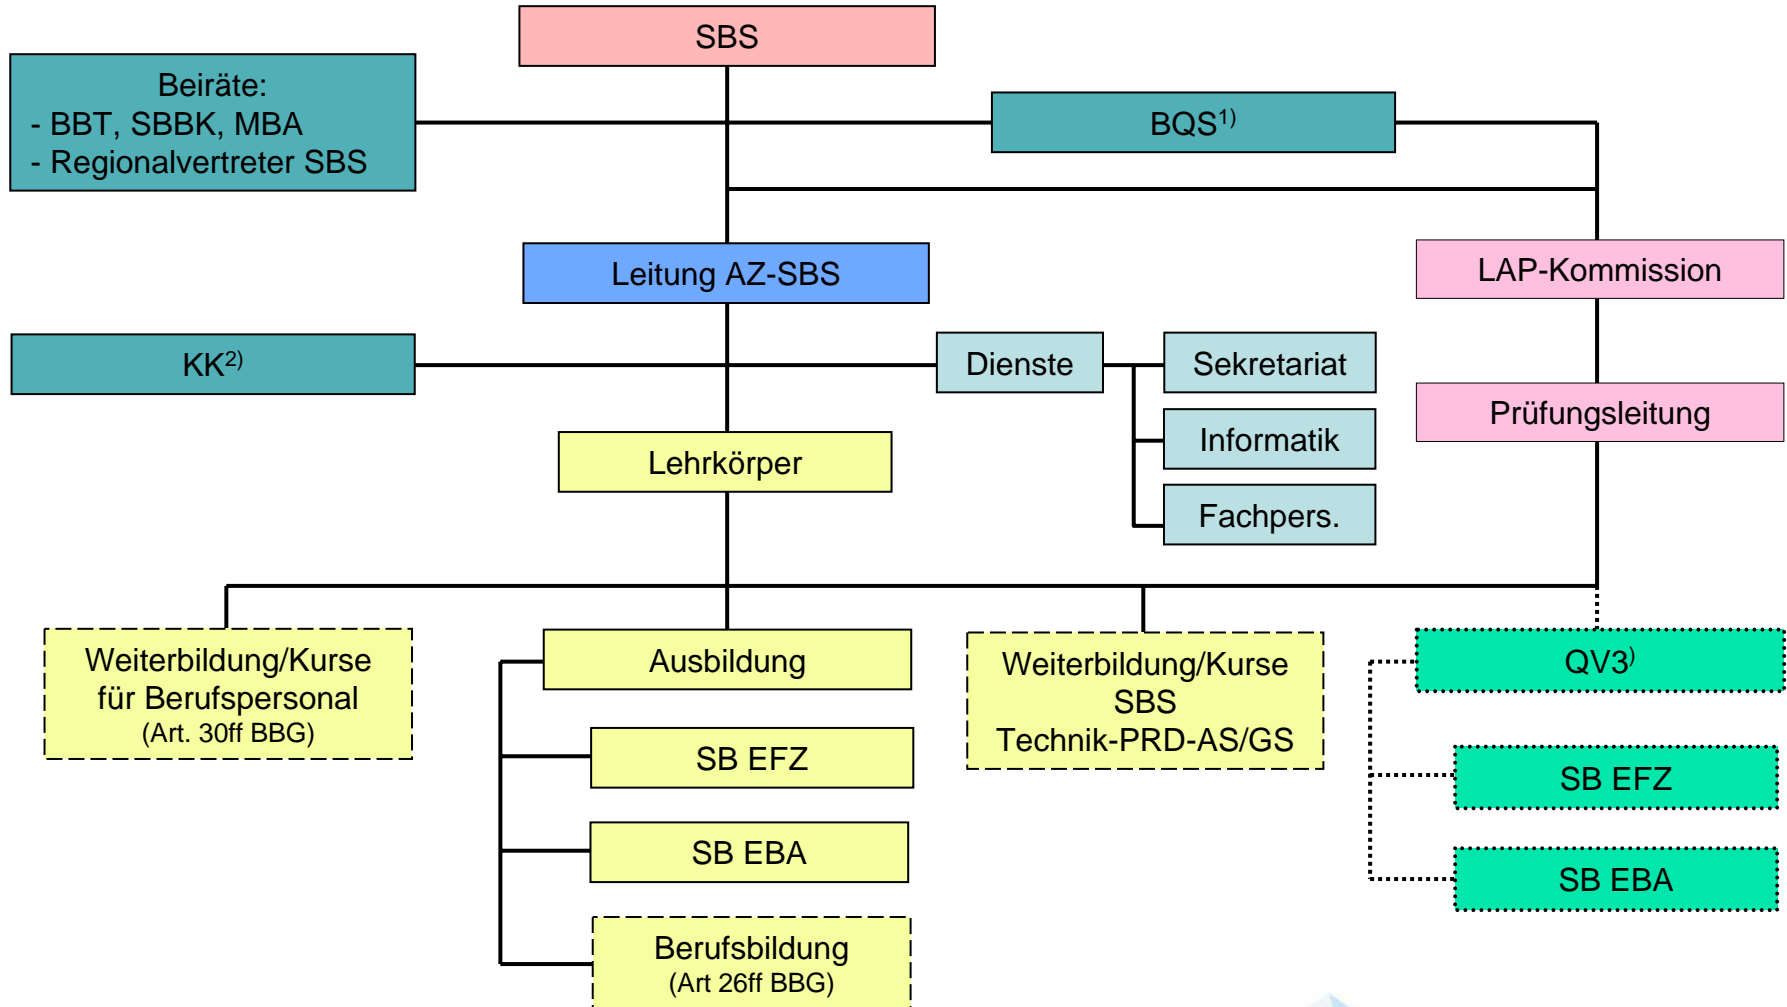 SBS
Beiräte:
- BBT, SBBK, MBA
- Regionalvertreter SBS
BQS1)
Leitung AZ-SBS
LAP-Kommission
KK2)
Dienste
Sekretariat
Informatik
Fachpers.
Prüfungsleitung
Lehrkörper
Weiterbildung/Kurse
für Berufspersonal
(Art. 30ff BBG)
Ausbildung
SB EFZ
SB EBA
Berufsbildung
(Art 26ff BBG)
Weiterbildung/Kurse
SBS
Technik-PRD-AS/GS
QV3)
SB EFZ
SB EBA